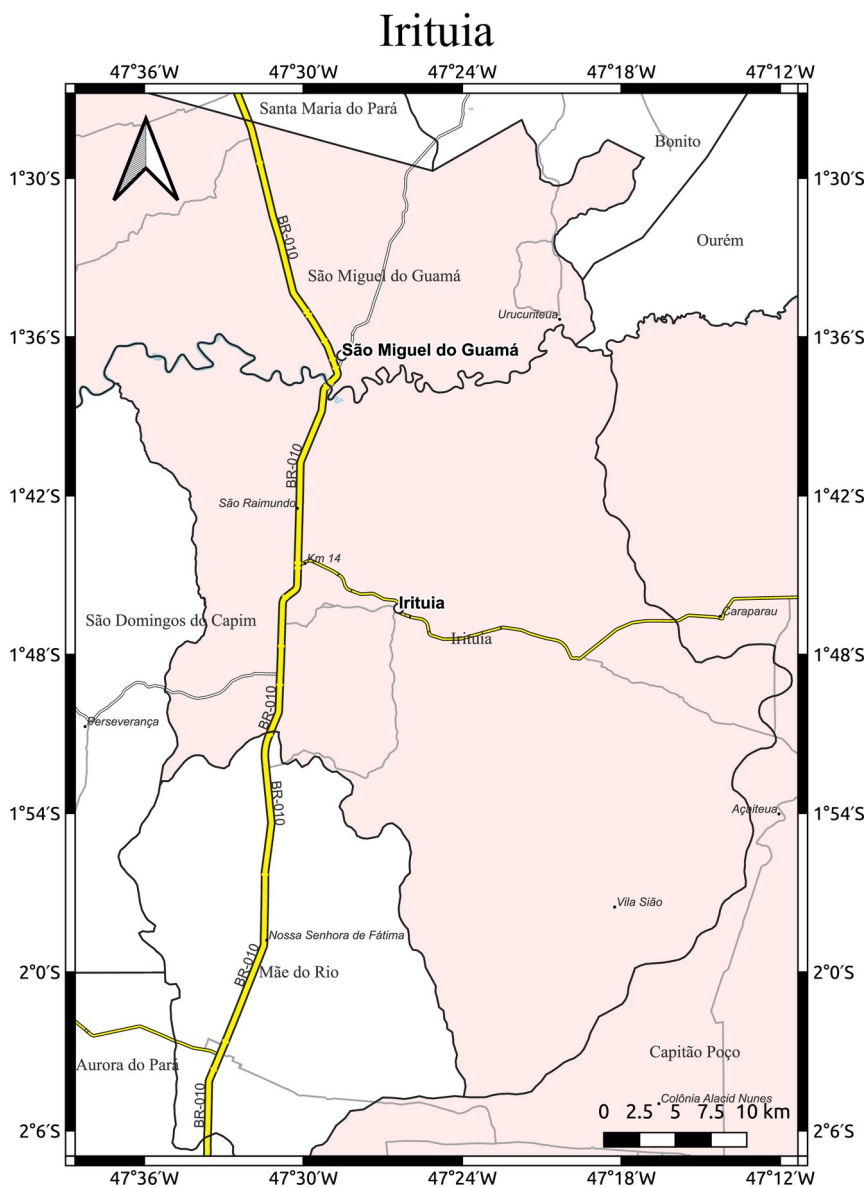 Irituia
47°36'W 47°30'W 47°24'W 47°18'W 47°12'W
Santa Maria do Pará
Bonito
1°30'S 1°30'S
BR-010
Ourém
São Miguel do Guamá
Urucuriteua
1°36'S 1°36'S
São Miguel do Guamá
BR-010
1°42'S 1°42'S
São Raimundo
Km 14
Irituia
Caraparau
São Domingos do Capim
Irituia
1°48'S 1°48'S
BR-010
Perseverança
BR-010
1°54'S 1°54'S
Açaiteua
Vila Sião
Nossa Senhora de Fátima
BR-010
2°0'S 2°0'S
Mãe do Rio
Capitão Poço
Aurora do Pará
BR-010
Colônia Alacid Nunes
0 2.5 5 7.5 10 km
2°6'S 2°6'S
47°36'W 47°30'W 47°24'W 47°18'W 47°12'W